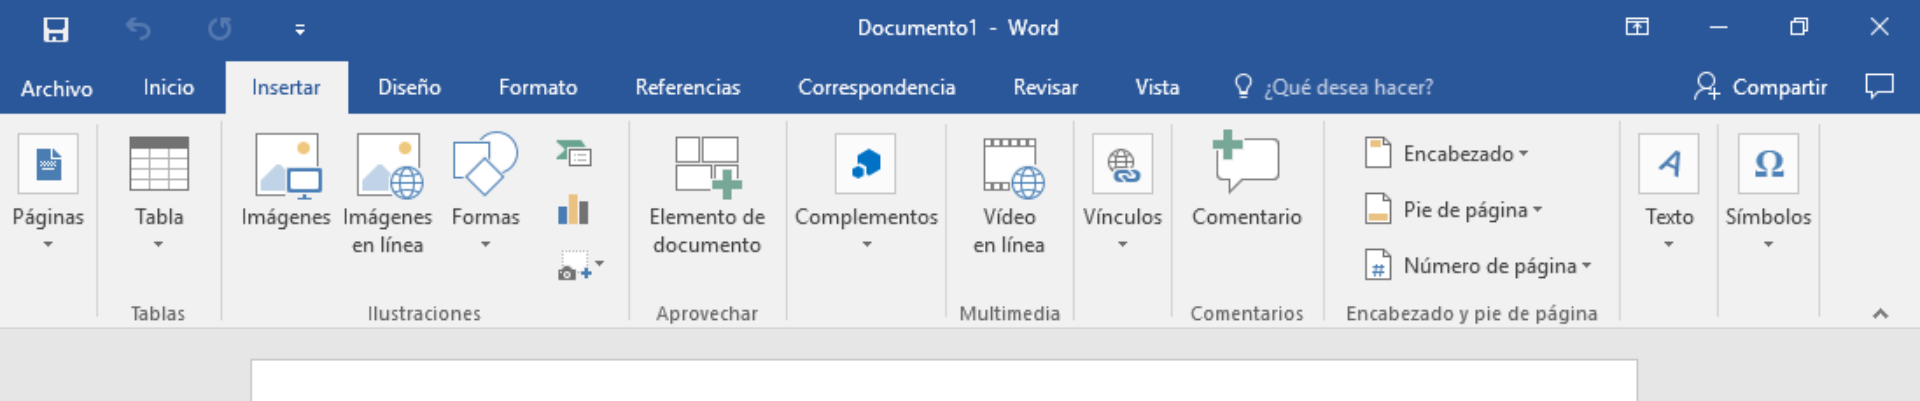 Documento1 - Word
Archivo Inicio Insertar Diseño Formato Referencias Correspondencia Revisar Vista ¿Qué desea hacer? Compartir
Páginas
Tabla
Imágenes
Imágenes
en línea
Formas
Elemento de
documento
Complementos
Vídeo
en línea
Vínculos
Comentario
Encabezado
Pie de página
Número de página
Texto
Símbolos
Tablas
Ilustraciones
Aprovechar
Multimedia
Comentarios
Encabezado y pie de página